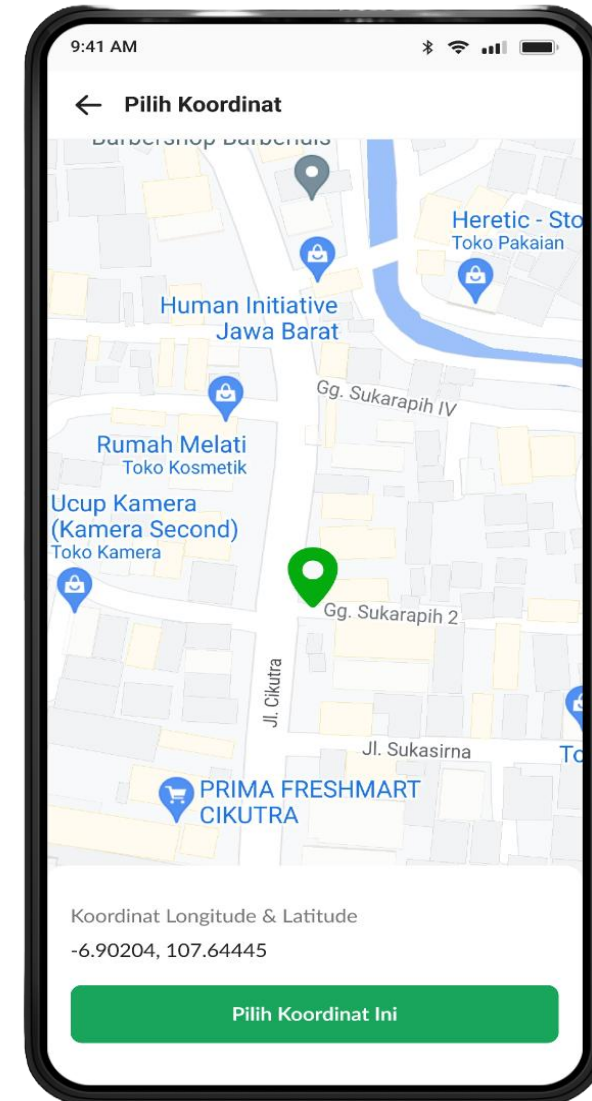 9:41 AM
Pilih Koordinat
Barbershop Barberhuis
Heretic - Sto
Toko Pakaian
Human Initiative
Jawa Barat
Gg. Sukarapih IV
Rumah Melati
Toko Kosmetik
Ucup Kamera
(Kamera Second)
Toko Kamera
Gg. Sukarapih 2
Jl. Cikutra
Jl. Sukasirna
To
PRIMA FRESHMART
CIKUTRA
Koordinat Longitude & Latitude
-6.90204, 107.64445
Pilih Koordinat Ini